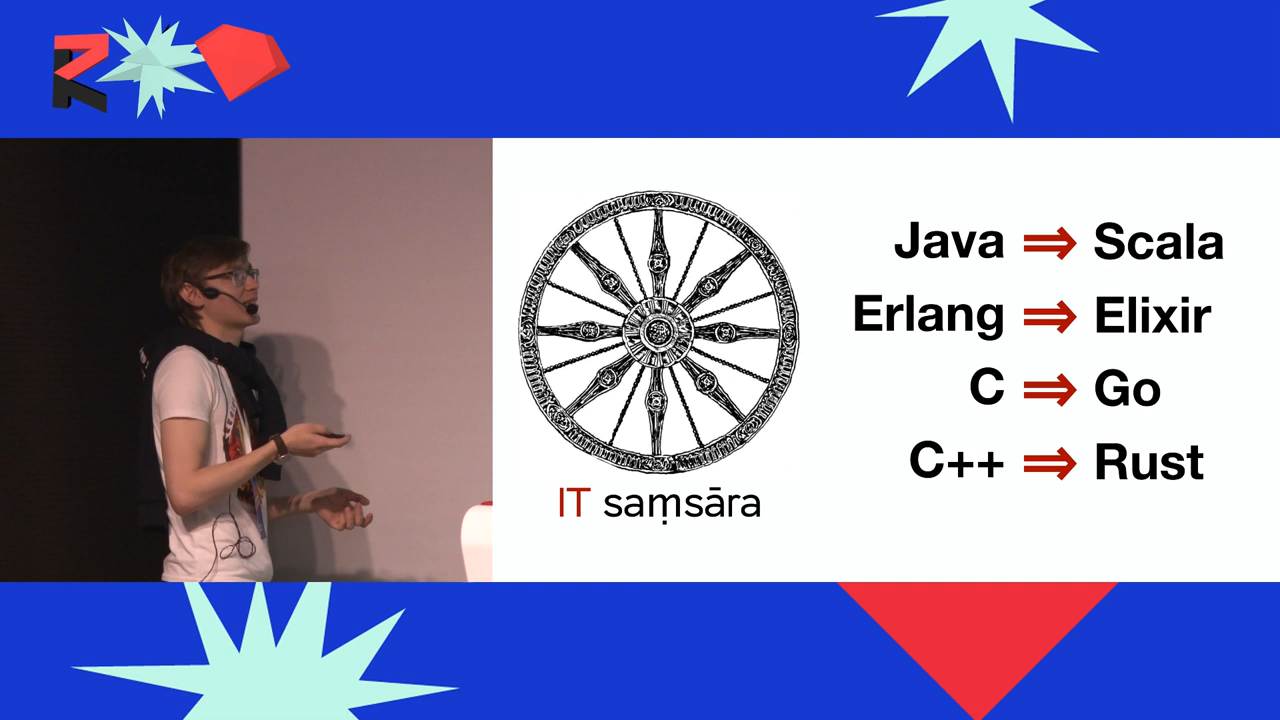 Java ⇒ Scala
Erlang ⇒ Elixir
C ⇒ Go
C++ ⇒ Rust
IT saṃsāra